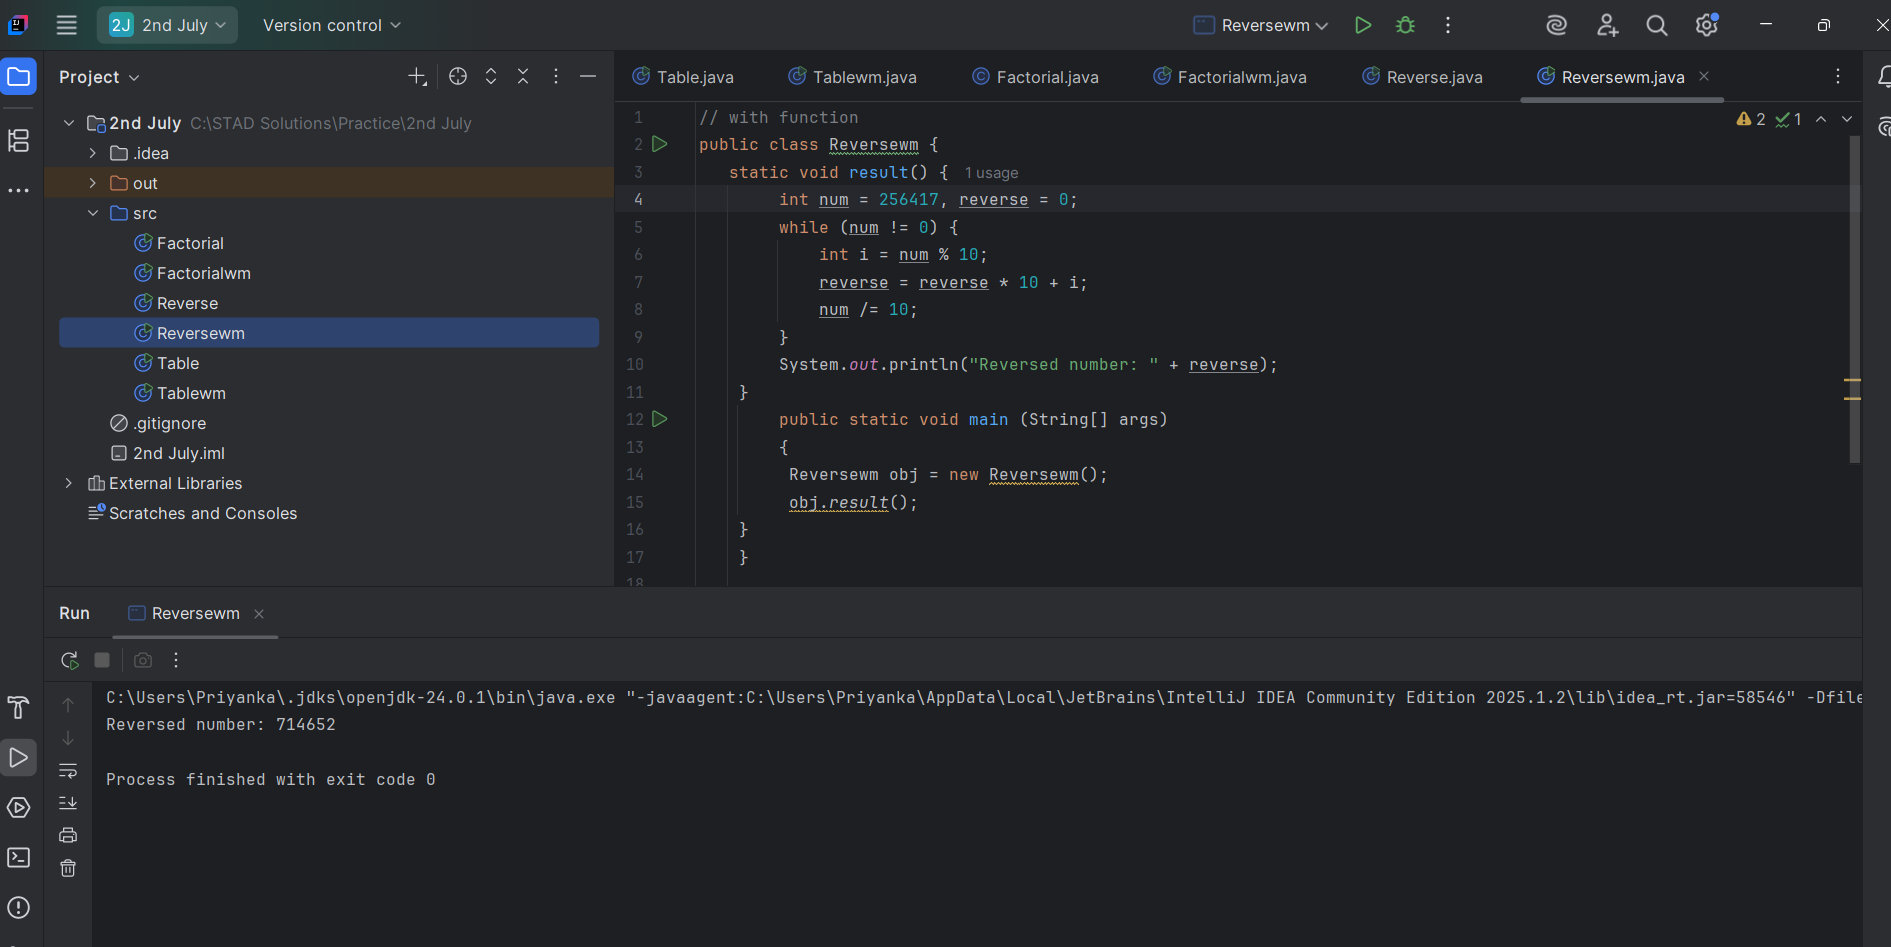 2J 2nd July Version control Reversewm
Project
2nd July C:\STAD Solutions\Practice\2nd July
.idea
out
src
Factorial
Factorialwm
Reverse
Reversewm
Table
Tablewm
.gitignore
2nd July.iml
External Libraries
Scratches and Consoles
Table.java Tablewm.java Factorial.java Factorialwm.java Reverse.java Reversewm.java
2 1
1 // with function
2 public class Reversewm {
3 static void result() { 1 usage
4 int num = 256417, reverse = 0;
5 while (num != 0) {
6 int i = num % 10;
7 reverse = reverse * 10 + i;
8 num /= 10;
9 }
10 System.out.println("Reversed number: " + reverse);
11 }
12 public static void main (String[] args)
13 {
14 Reversewm obj = new Reversewm();
15 obj.result();
16 }
17 }
18
Run Reversewm
C:\Users\Priyanka\.jdks\openjdk-24.0.1\bin\java.exe "-javaagent:C:\Users\Priyanka\AppData\Local\JetBrains\IntelliJ IDEA Community Edition 2025.1.2\lib\idea_rt.jar=58546" -Dfile
Reversed number: 714652
Process finished with exit code 0